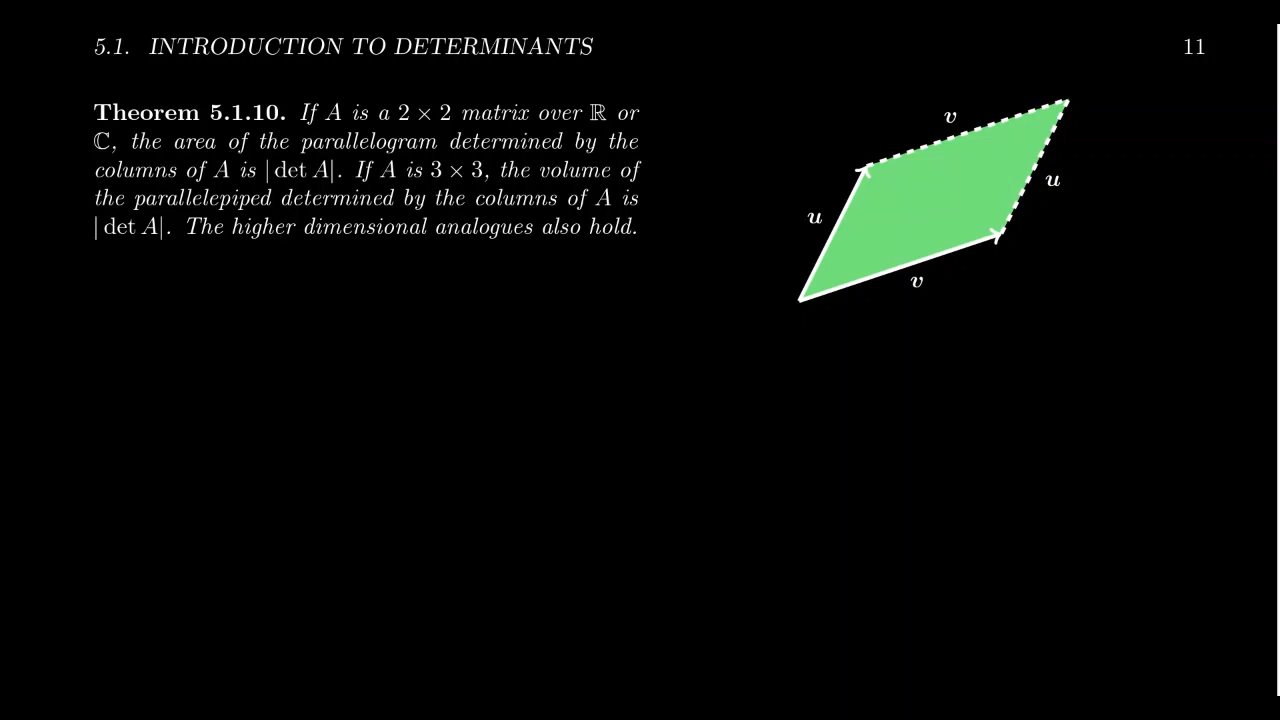 5.1. INTRODUCTION TO DETERMINANTS 11
Theorem 5.1.10. If A is a 2 × 2 matrix over ℝ or
ℂ, the area of the parallelogram determined by the
columns of A is | det A|. If A is 3 × 3, the volume of
the parallelepiped determined by the columns of A is
| det A|. The higher dimensional analogues also hold.
v
u
u
v